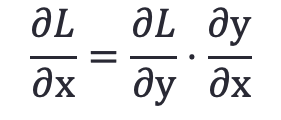 ∂L/∂x = ∂L/∂y · ∂y/∂x